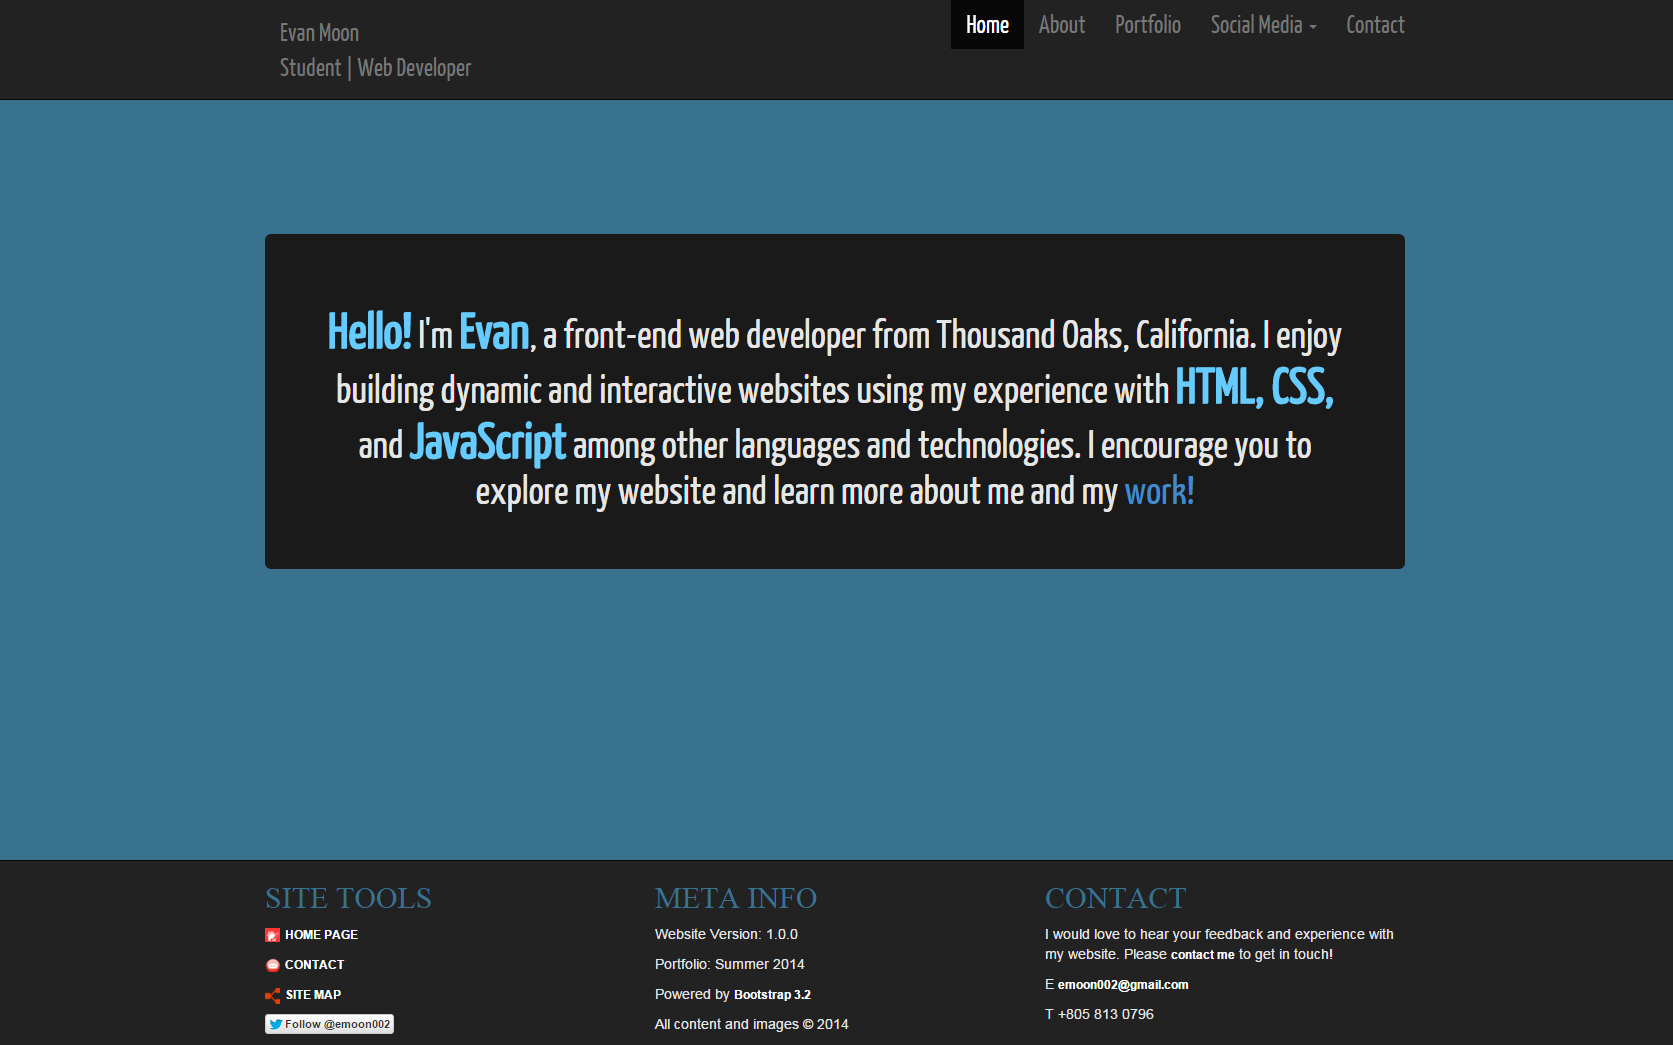 Evan Moon
Student | Web Developer
Home About Portfolio Social Media Contact
Hello! I'm Evan, a front-end web developer from Thousand Oaks, California. I enjoy
building dynamic and interactive websites using my experience with HTML, CSS,
and JavaScript among other languages and technologies. I encourage you to
explore my website and learn more about me and my work!
SITE TOOLS
HOME PAGE
CONTACT
SITE MAP
Follow @emoon002
META INFO
Website Version: 1.0.0
Portfolio: Summer 2014
Powered by Bootstrap 3.2
All content and images © 2014
CONTACT
I would love to hear your feedback and experience with
my website. Please contact me to get in touch!
E emoon002@gmail.com
T +805 813 0796